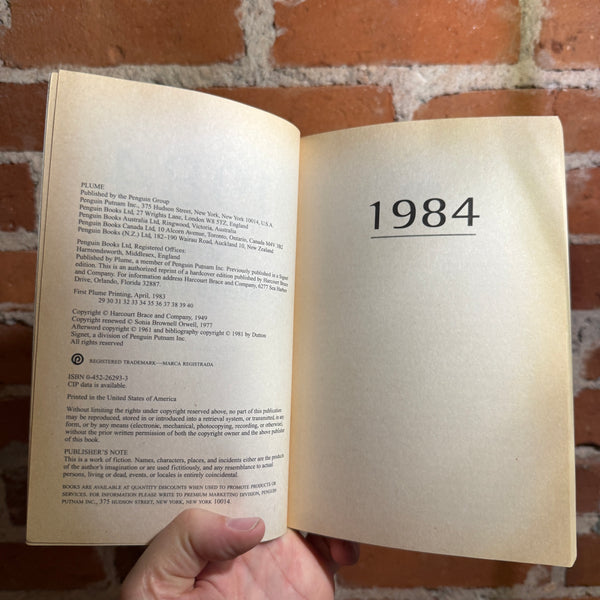 PLUME
Published by the Penguin Group
Penguin Putnam Inc., 375 Hudson Street, New York, New York 10014, U.S.A.
Penguin Books Ltd, 27 Wrights Lane, London W8 5TZ, England
Penguin Books Australia Ltd, Ringwood, Victoria, Australia
Penguin Books Canada Ltd, 10 Alcorn Avenue, Toronto, Ontario, Canada M4V 3B2
Penguin Books (N.Z.) Ltd, 182-190 Wairau Road, Auckland 10, New Zealand
Penguin Books Ltd, Registered Offices:
Harmondsworth, Middlesex, England
Published by Plume, a member of Penguin Putnam Inc. Previously published in a Signet
edition. This is an authorized reprint of a hardcover edition published by Harcourt Brace
and Company. For information address Harcourt Brace and Company, 6277 Sea Harbor
Drive, Orlando, Florida 32887.
First Plume Printing, April, 1983
29 30 31 32 33 34 35 36 37 38 39 40
Copyright © Harcourt Brace and Company, 1949
Copyright renewed © Sonia Brownell Orwell, 1977
Afterword copyright © 1961 and bibliography copyright © 1981 by Dutton
Signet, a division of Penguin Putnam Inc.
All rights reserved
REGISTERED TRADEMARK—MARCA REGISTRADA
ISBN 0-452-26293-3
CIP data is available.
Printed in the United States of America
Without limiting the rights under copyright reserved above, no part of this publication
may be reproduced, stored in or introduced into a retrieval system, or transmitted, in any
form, or by any means (electronic, mechanical, photocopying, recording, or otherwise),
without the prior written permission of both the copyright owner and the above publisher
of this book.
PUBLISHER'S NOTE
This is a work of fiction. Names, characters, places, and incidents either are the products
of the author's imagination or are used fictitiously, and any resemblance to actual
persons, living or dead, events, or locales is entirely coincidental.
BOOKS ARE AVAILABLE AT QUANTITY DISCOUNTS WHEN USED TO PROMOTE PRODUCTS OR
SERVICES. FOR INFORMATION PLEASE WRITE TO PREMIUM MARKETING DIVISION, PENGUIN
PUTNAM INC., 375 HUDSON STREET, NEW YORK, NEW YORK 10014.
1984